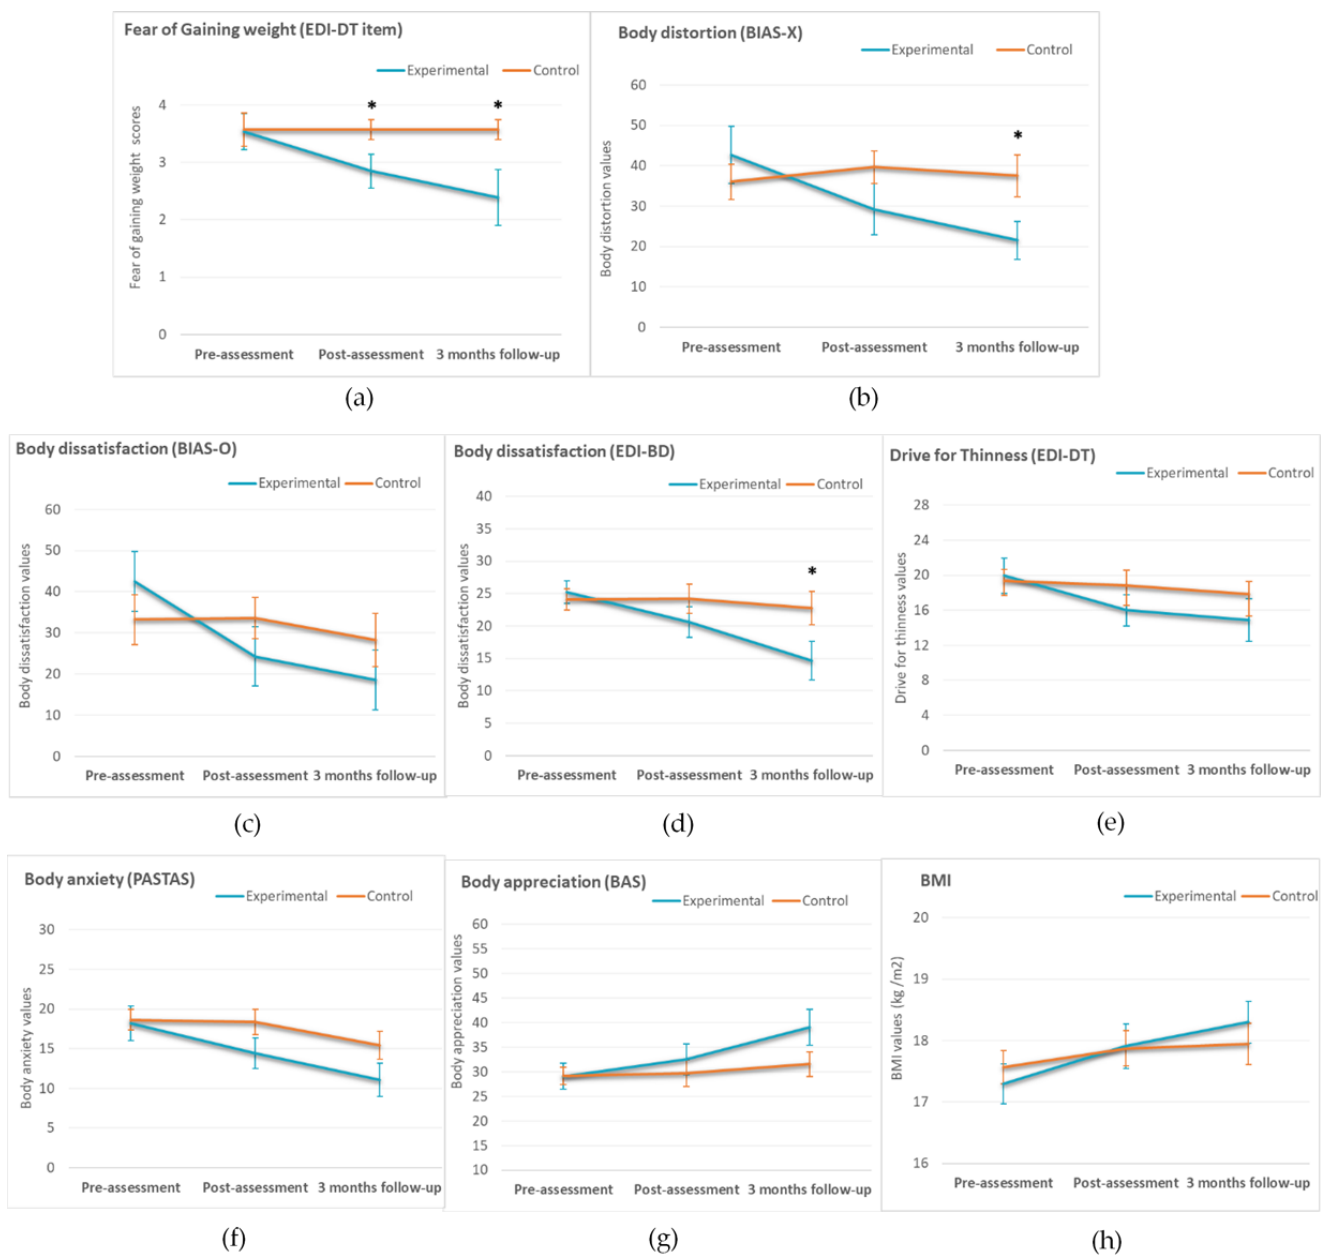 Fear of Gaining weight (EDI-DT item)
Experimental Control
Fear of gaining weight scores
4
3
2
1
0
* *
Pre-assessment Post-assessment 3 months follow-up
(a)
Body distortion (BIAS-X)
Experimental Control
Body distortion values
60
50
40
30
20
10
0
*
Pre-assessment Post-assessment 3 months follow-up
(b)
Body dissatisfaction (BIAS-O)
Experimental Control
Body dissatisfaction values
60
50
40
30
20
10
0
Pre-assessment Post-assessment 3 months follow-up
(c)
Body dissatisfaction (EDI-BD)
Experimental Control
Body dissatisfaction values
40
35
30
25
20
15
10
5
0
*
Pre-assessment Post-assessment 3 months follow-up
(d)
Drive for Thinness (EDI-DT)
Experimental Control
Drive for thinness values
28
24
20
16
12
8
4
0
Pre-assessment Post-assessment 3 months follow-up
(e)
Body anxiety (PASTAS)
Experimental Control
Body anxiety values
30
25
20
15
10
5
0
Pre-assessment Post-assessment 3 months follow-up
(f)
Body appreciation (BAS)
Experimental Control
Body appreciation values
60
55
50
45
40
35
30
25
20
15
10
Pre-assessment Post-assessment 3 months follow-up
(g)
BMI
Experimental Control
BMI values (kg /m2)
20
19
18
17
16
Pre-assessment Post-assessment 3 months follow-up
(h)